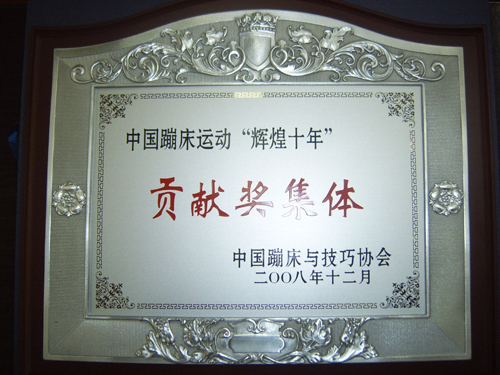 中国蹦床运动“辉煌十年”
贡献奖集体
中国蹦床与技巧协会
二〇〇八年十二月